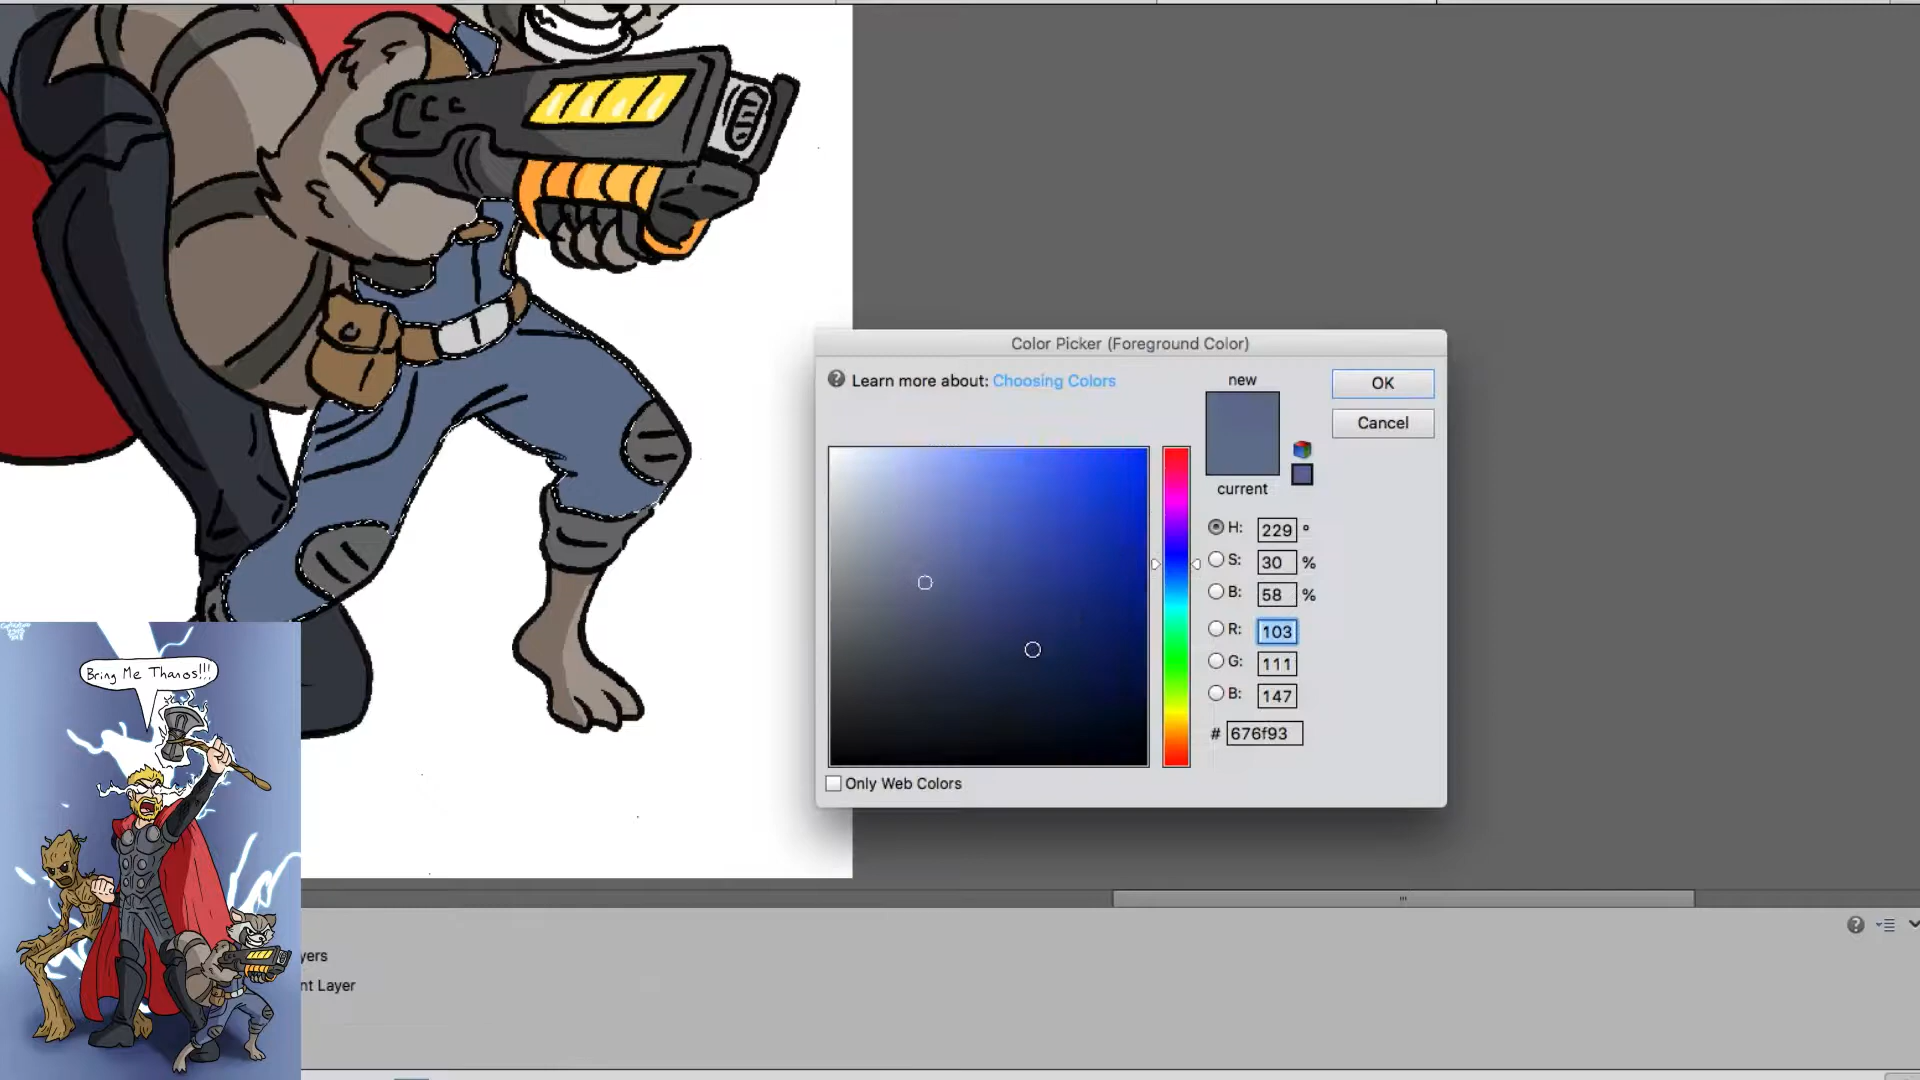 Color Picker (Foreground Color)
Learn more about: Choosing Colors
new
OK
Cancel
current
H: 229 °
S: 30 %
B: 58 %
R: 103
G: 111
B: 147
# 676f93
Only Web Colors
Bring Me Thanos!!!
yers
nt Layer